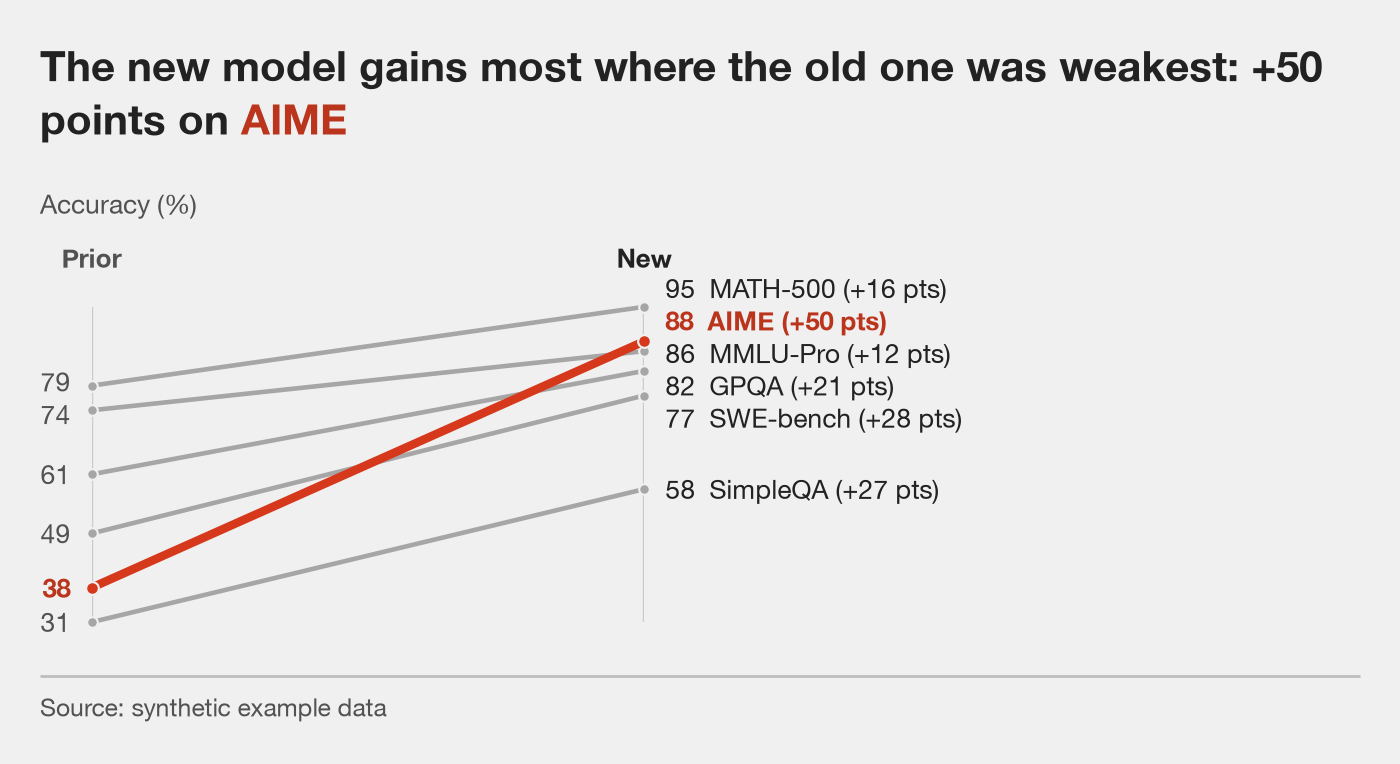 The new model gains most where the old one was weakest: +50
points on AIME
Accuracy (%)
Prior
New
95 MATH-500 (+16 pts)
88 AIME (+50 pts)
86 MMLU-Pro (+12 pts)
82 GPQA (+21 pts)
77 SWE-bench (+28 pts)
58 SimpleQA (+27 pts)
79
74
61
49
38
31
Source: synthetic example data